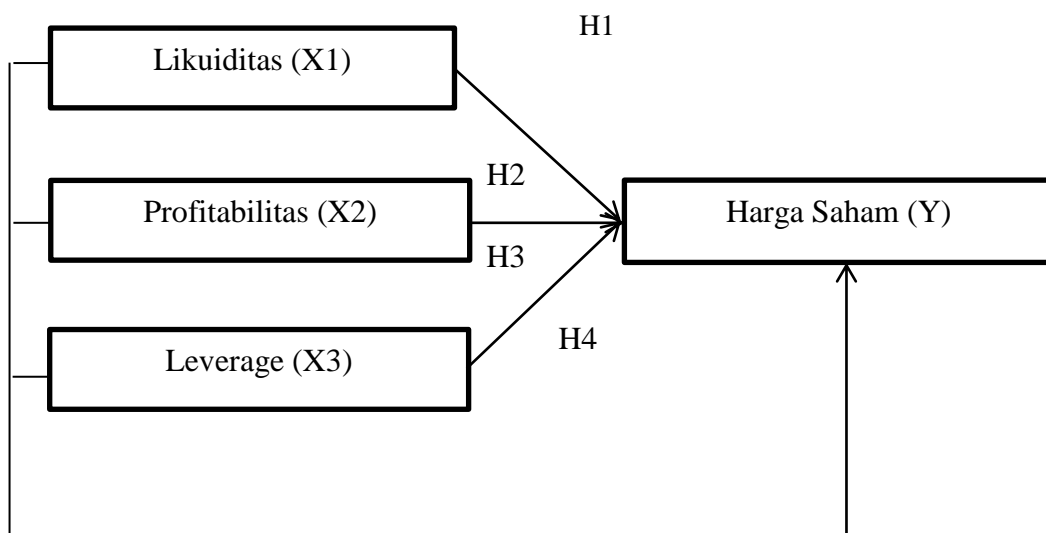 H1
Likuiditas (X1)
H2
Profitabilitas (X2)
Harga Saham (Y)
H3
H4
Leverage (X3)